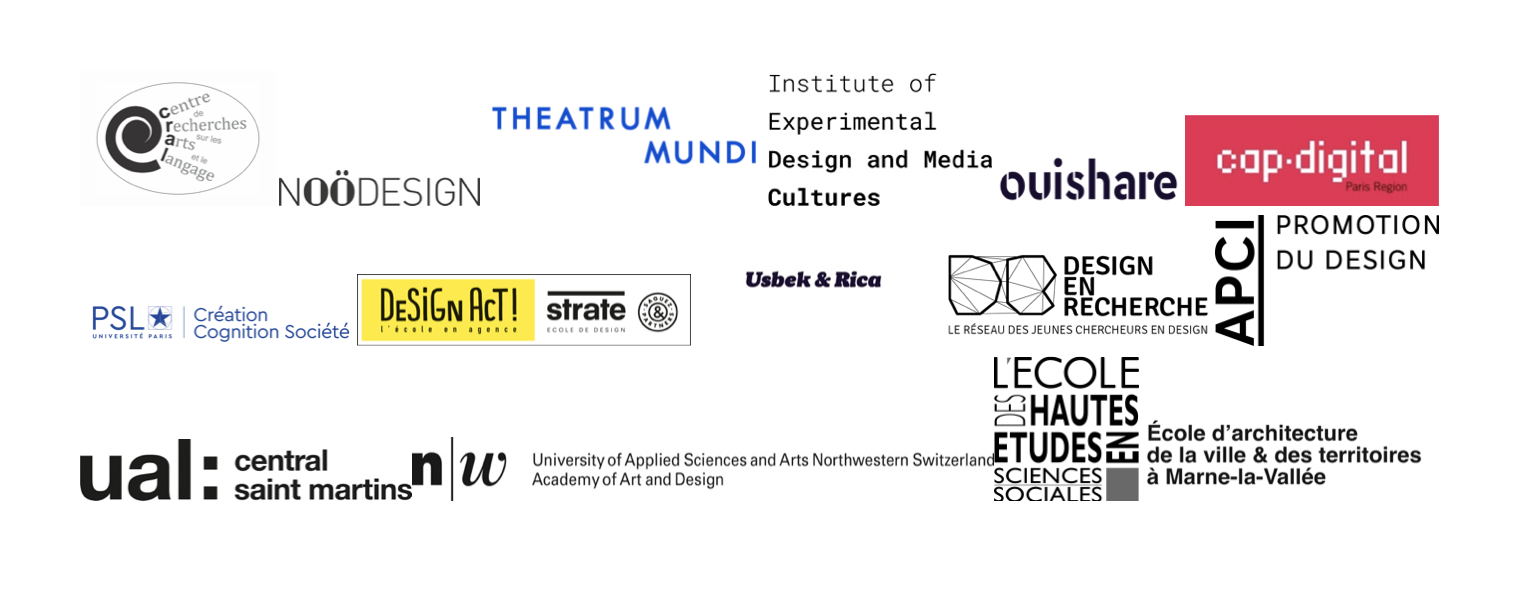 centre
de
recherches
sur les
arts
et le
langage
NOÖDESIGN
THEATRUM
MUNDI
Institute of
Experimental
Design and Media
Cultures
ouishare
cap·digital
Paris Region
PSL
UNIVERSITÉ PARIS
Création
Cognition Société
DeSiGn AcT!
l'école en agence
strate
ECOLE DE DESIGN
SAGUEZ
&
PARTNERS
Usbek & Rica
DESIGN
EN
RECHERCHE
LE RÉSEAU DES JEUNES CHERCHEURS EN DESIGN
APCI
PROMOTION
DU DESIGN
ual:
central
saint martins
n|w
University of Applied Sciences and Arts Northwestern Switzerland
Academy of Art and Design
L'ECOLE
DES HAUTES
ETUDES EN
SCIENCES
SOCIALES
École d'architecture
de la ville & des territoires
à Marne-la-Vallée